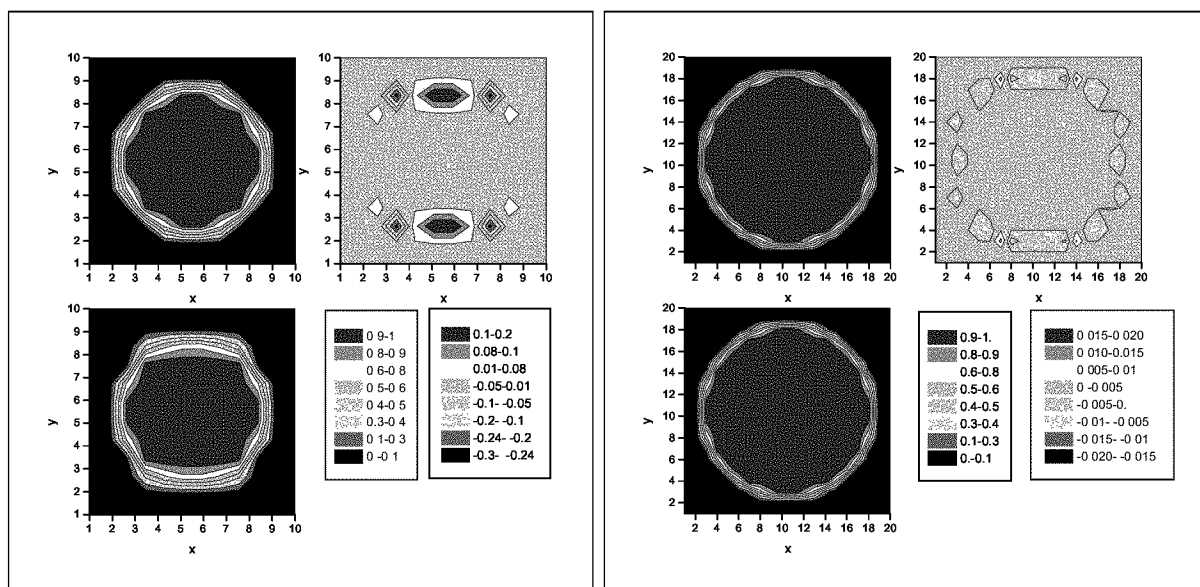 10
9
8
7
6
5
4
3
2
1
y
1 2 3 4 5 6 7 8 9 10
x
10
9
8
7
6
5
4
3
2
1
y
1 2 3 4 5 6 7 8 9 10
x
10
9
8
7
6
5
4
3
2
1
y
1 2 3 4 5 6 7 8 9 10
x
0 9-1
0 8-0 9
0 6-0 8
0 5-0 6
0 4-0 5
0.3-0 4
0 1-0 3
0 -0 1
0.1-0.2
0.08-0.1
0.01-0.08
-0.05-0.01
-0.1- -0.05
-0.2- -0.1
-0.24- -0.2
-0.3- -0.24
20
18
16
14
12
10
8
6
4
2
y
2 4 6 8 10 12 14 16 18 20
x
20
18
16
14
12
10
8
6
4
2
y
2 4 6 8 10 12 14 16 18 20
x
20
18
16
14
12
10
8
6
4
2
y
2 4 6 8 10 12 14 16 18 20
x
0.9-1.
0.8-0.9
0.6-0.8
0.5-0.6
0.4-0.5
0.3-0.4
0.1-0.3
0.-0.1
0 015-0 020
0 010-0.015
0 005-0 01
0 -0 005
-0 005-0.
-0 01- -0 005
-0 015- -0 01
-0 020- -0 015